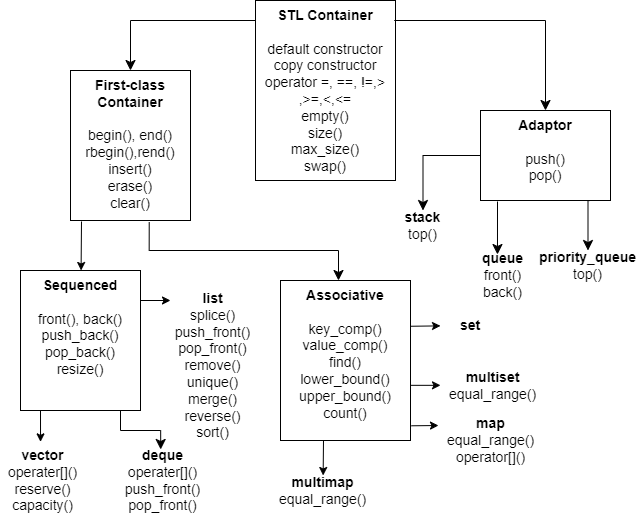 STL Container
default constructor
copy constructor
operator =, ==, !=,>
,>=,<,<=
empty()
size()
max_size()
swap()
First-class
Container
begin(), end()
rbegin(),rend()
insert()
erase()
clear()
Adaptor
push()
pop()
stack
top()
queue
front()
back()
priority_queue
top()
Sequenced
front(), back()
push_back()
pop_back()
resize()
list
splice()
push_front()
pop_front()
remove()
unique()
merge()
reverse()
sort()
Associative
key_comp()
value_comp()
find()
lower_bound()
upper_bound()
count()
set
multiset
equal_range()
map
equal_range()
operator[]()
vector
operater[]()
reserve()
capacity()
deque
operater[]()
push_front()
pop_front()
multimap
equal_range()